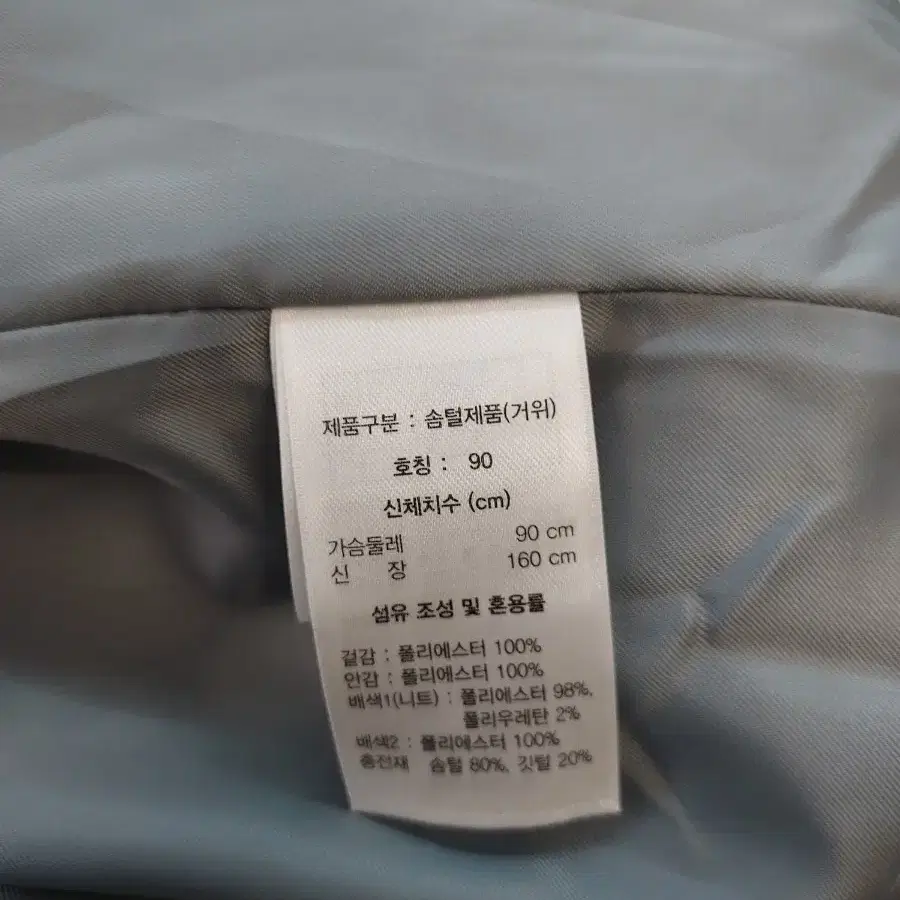 제품구분 : 솜털제품(거위)
호칭 : 90
신체치수 (cm)
가슴둘레 90 cm
신 장 160 cm
섬유 조성 및 혼용률
겉감 : 폴리에스터 100%
안감 : 폴리에스터 100%
배색1(니트) : 폴리에스터 98%,
폴리우레탄 2%
배색2 : 폴리에스터 100%
충전재 솜털 80%, 깃털 20%